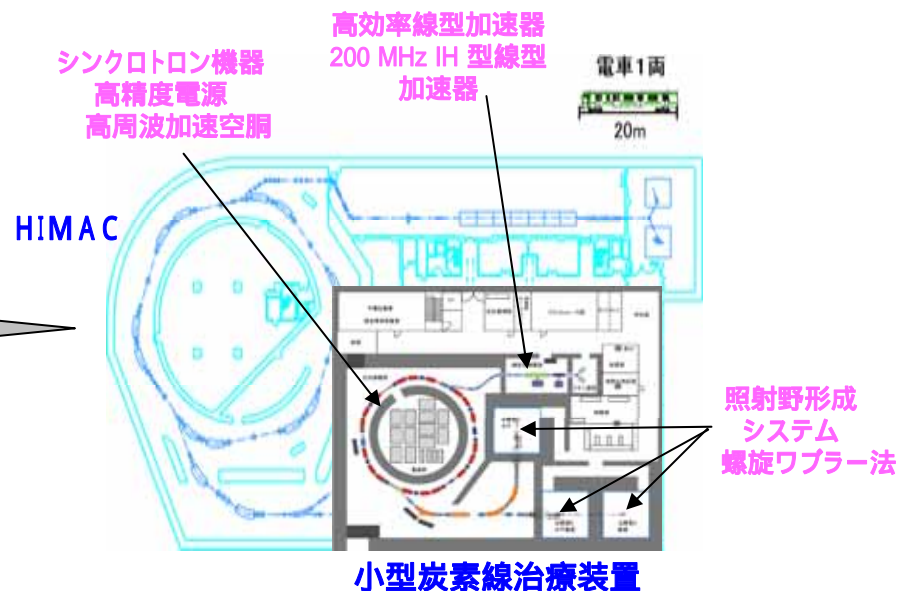 高効率線型加速器
200 MHz IH 型線型
加速器
シンクロトロン機器
高精度電源
高周波加速空胴
電車1両
20m
HIMAC
照射野形成
システム
螺旋ワブラー法
小型炭素線治療装置